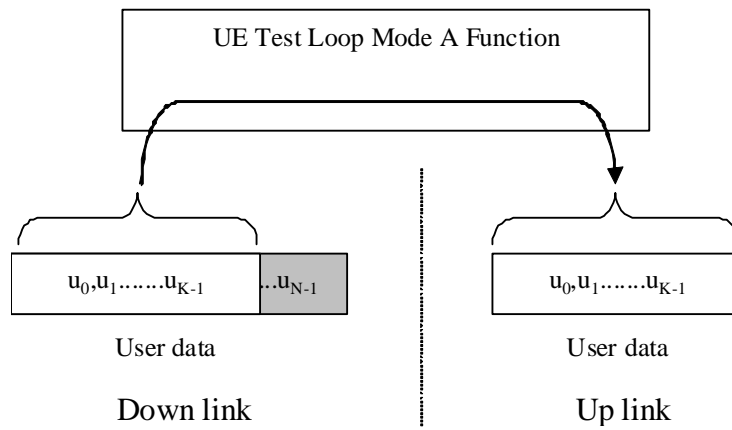 UE Test Loop Mode A Function
u0,u1.......uK-1 ...uN-1 u0,u1.......uK-1
User data User data
Down link Up link